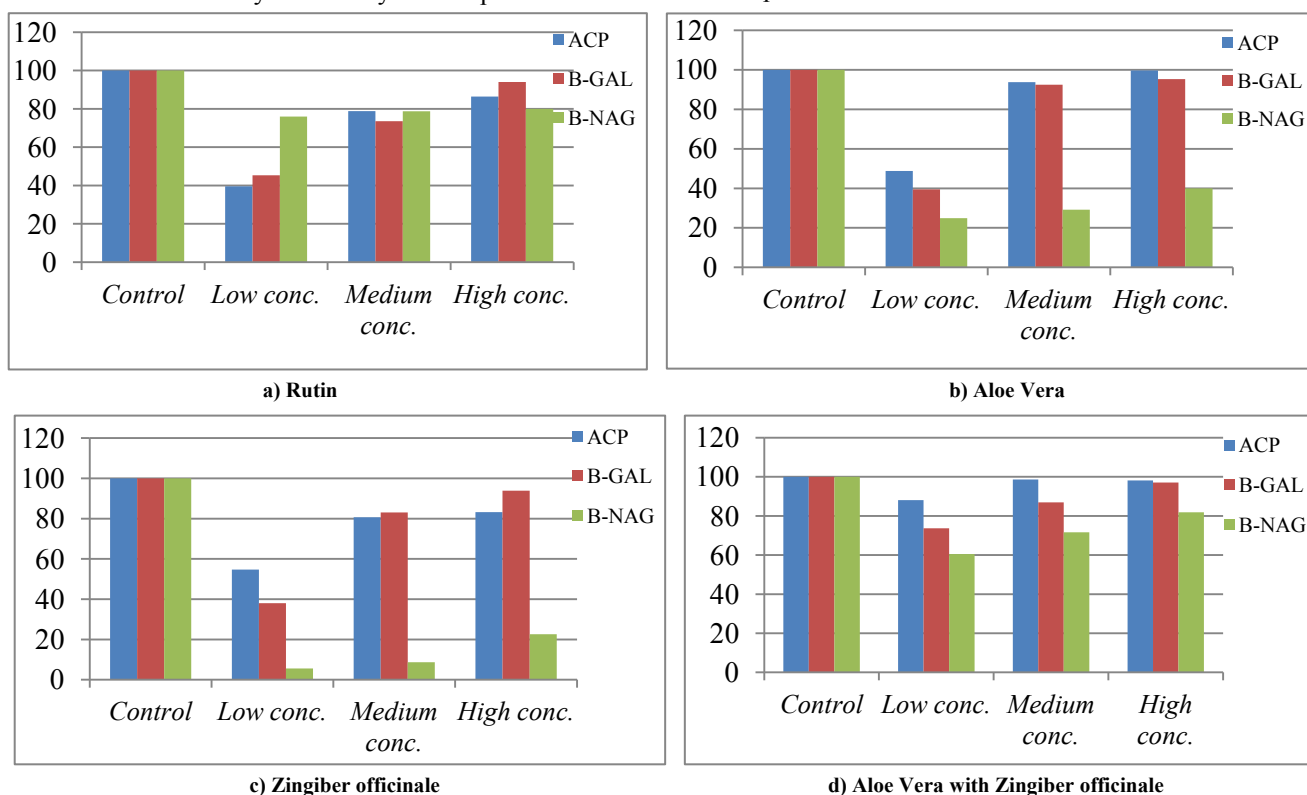 120
100
80
60
40
20
0
ACP
B-GAL
B-NAG
Control Low conc. Medium conc. High conc.
a) Rutin
120
100
80
60
40
20
0
ACP
B-GAL
B-NAG
Control Low conc. Medium conc. High conc.
b) Aloe Vera
120
100
80
60
40
20
0
ACP
B-GAL
B-NAG
Control Low conc. Medium conc. High conc.
c) Zingiber officinale
120
100
80
60
40
20
0
ACP
B-GAL
B-NAG
Control Low conc. Medium conc. High conc.
d) Aloe Vera with Zingiber officinale